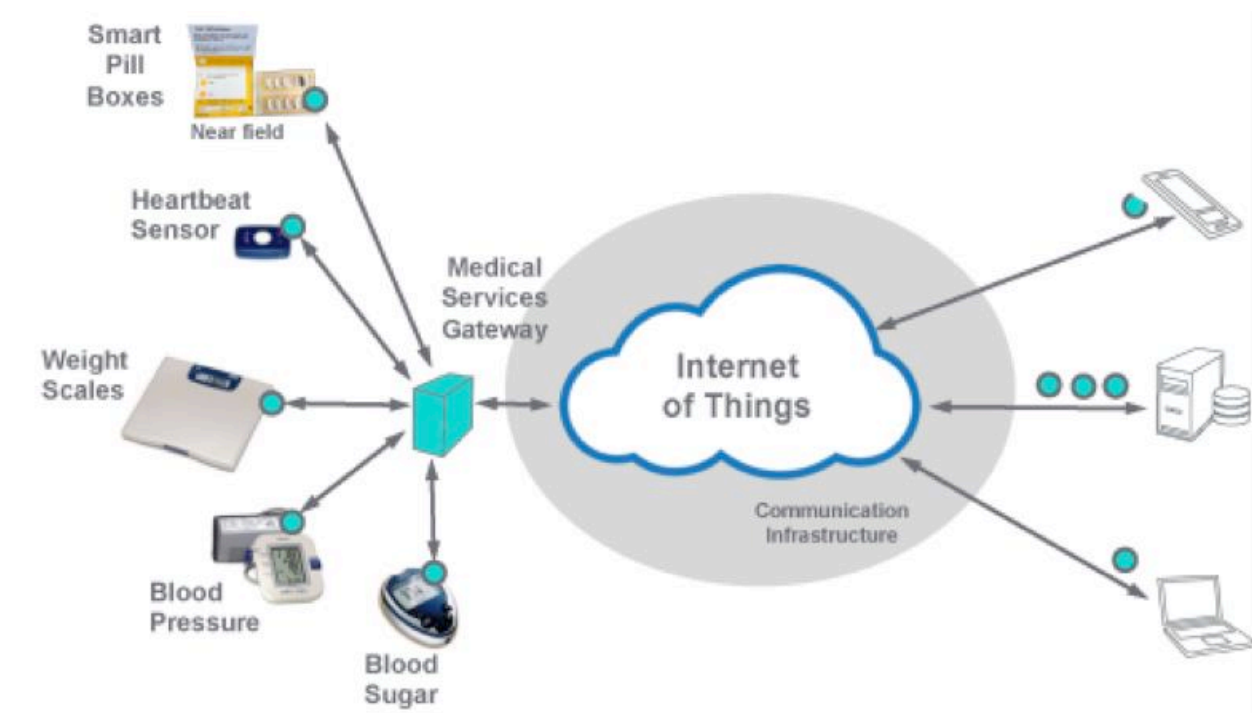 Smart
Pill
Boxes
Near field
Heartbeat
Sensor
Medical
Services
Gateway
Weight
Scales
Internet
of Things
Communication
Infrastructure
Blood
Pressure
Blood
Sugar